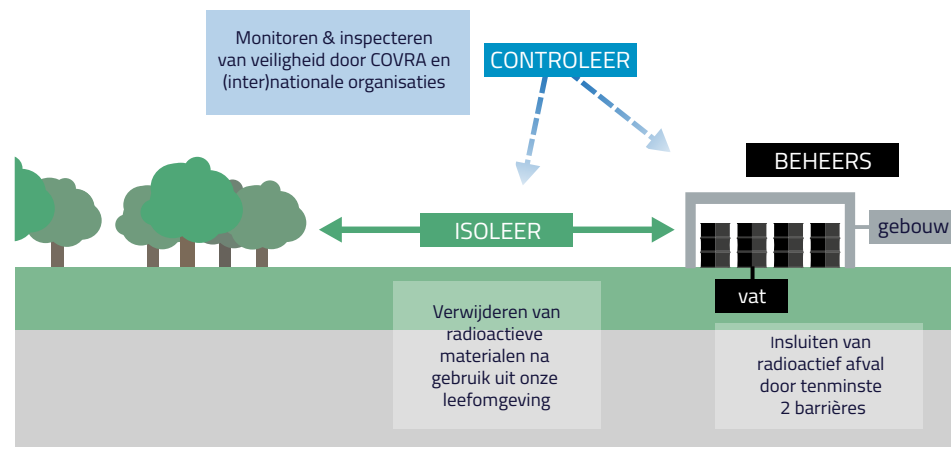 Monitoren & inspecteren
van veiligheid door COVRA en
(inter)nationale organisaties
CONTROLEER
BEHEERS
ISOLEER
gebouw
vat
Verwijderen van
radioactieve
materialen na
gebruik uit onze
leefomgeving
Insluiten van
radioactief afval
door tenminste
2 barrières